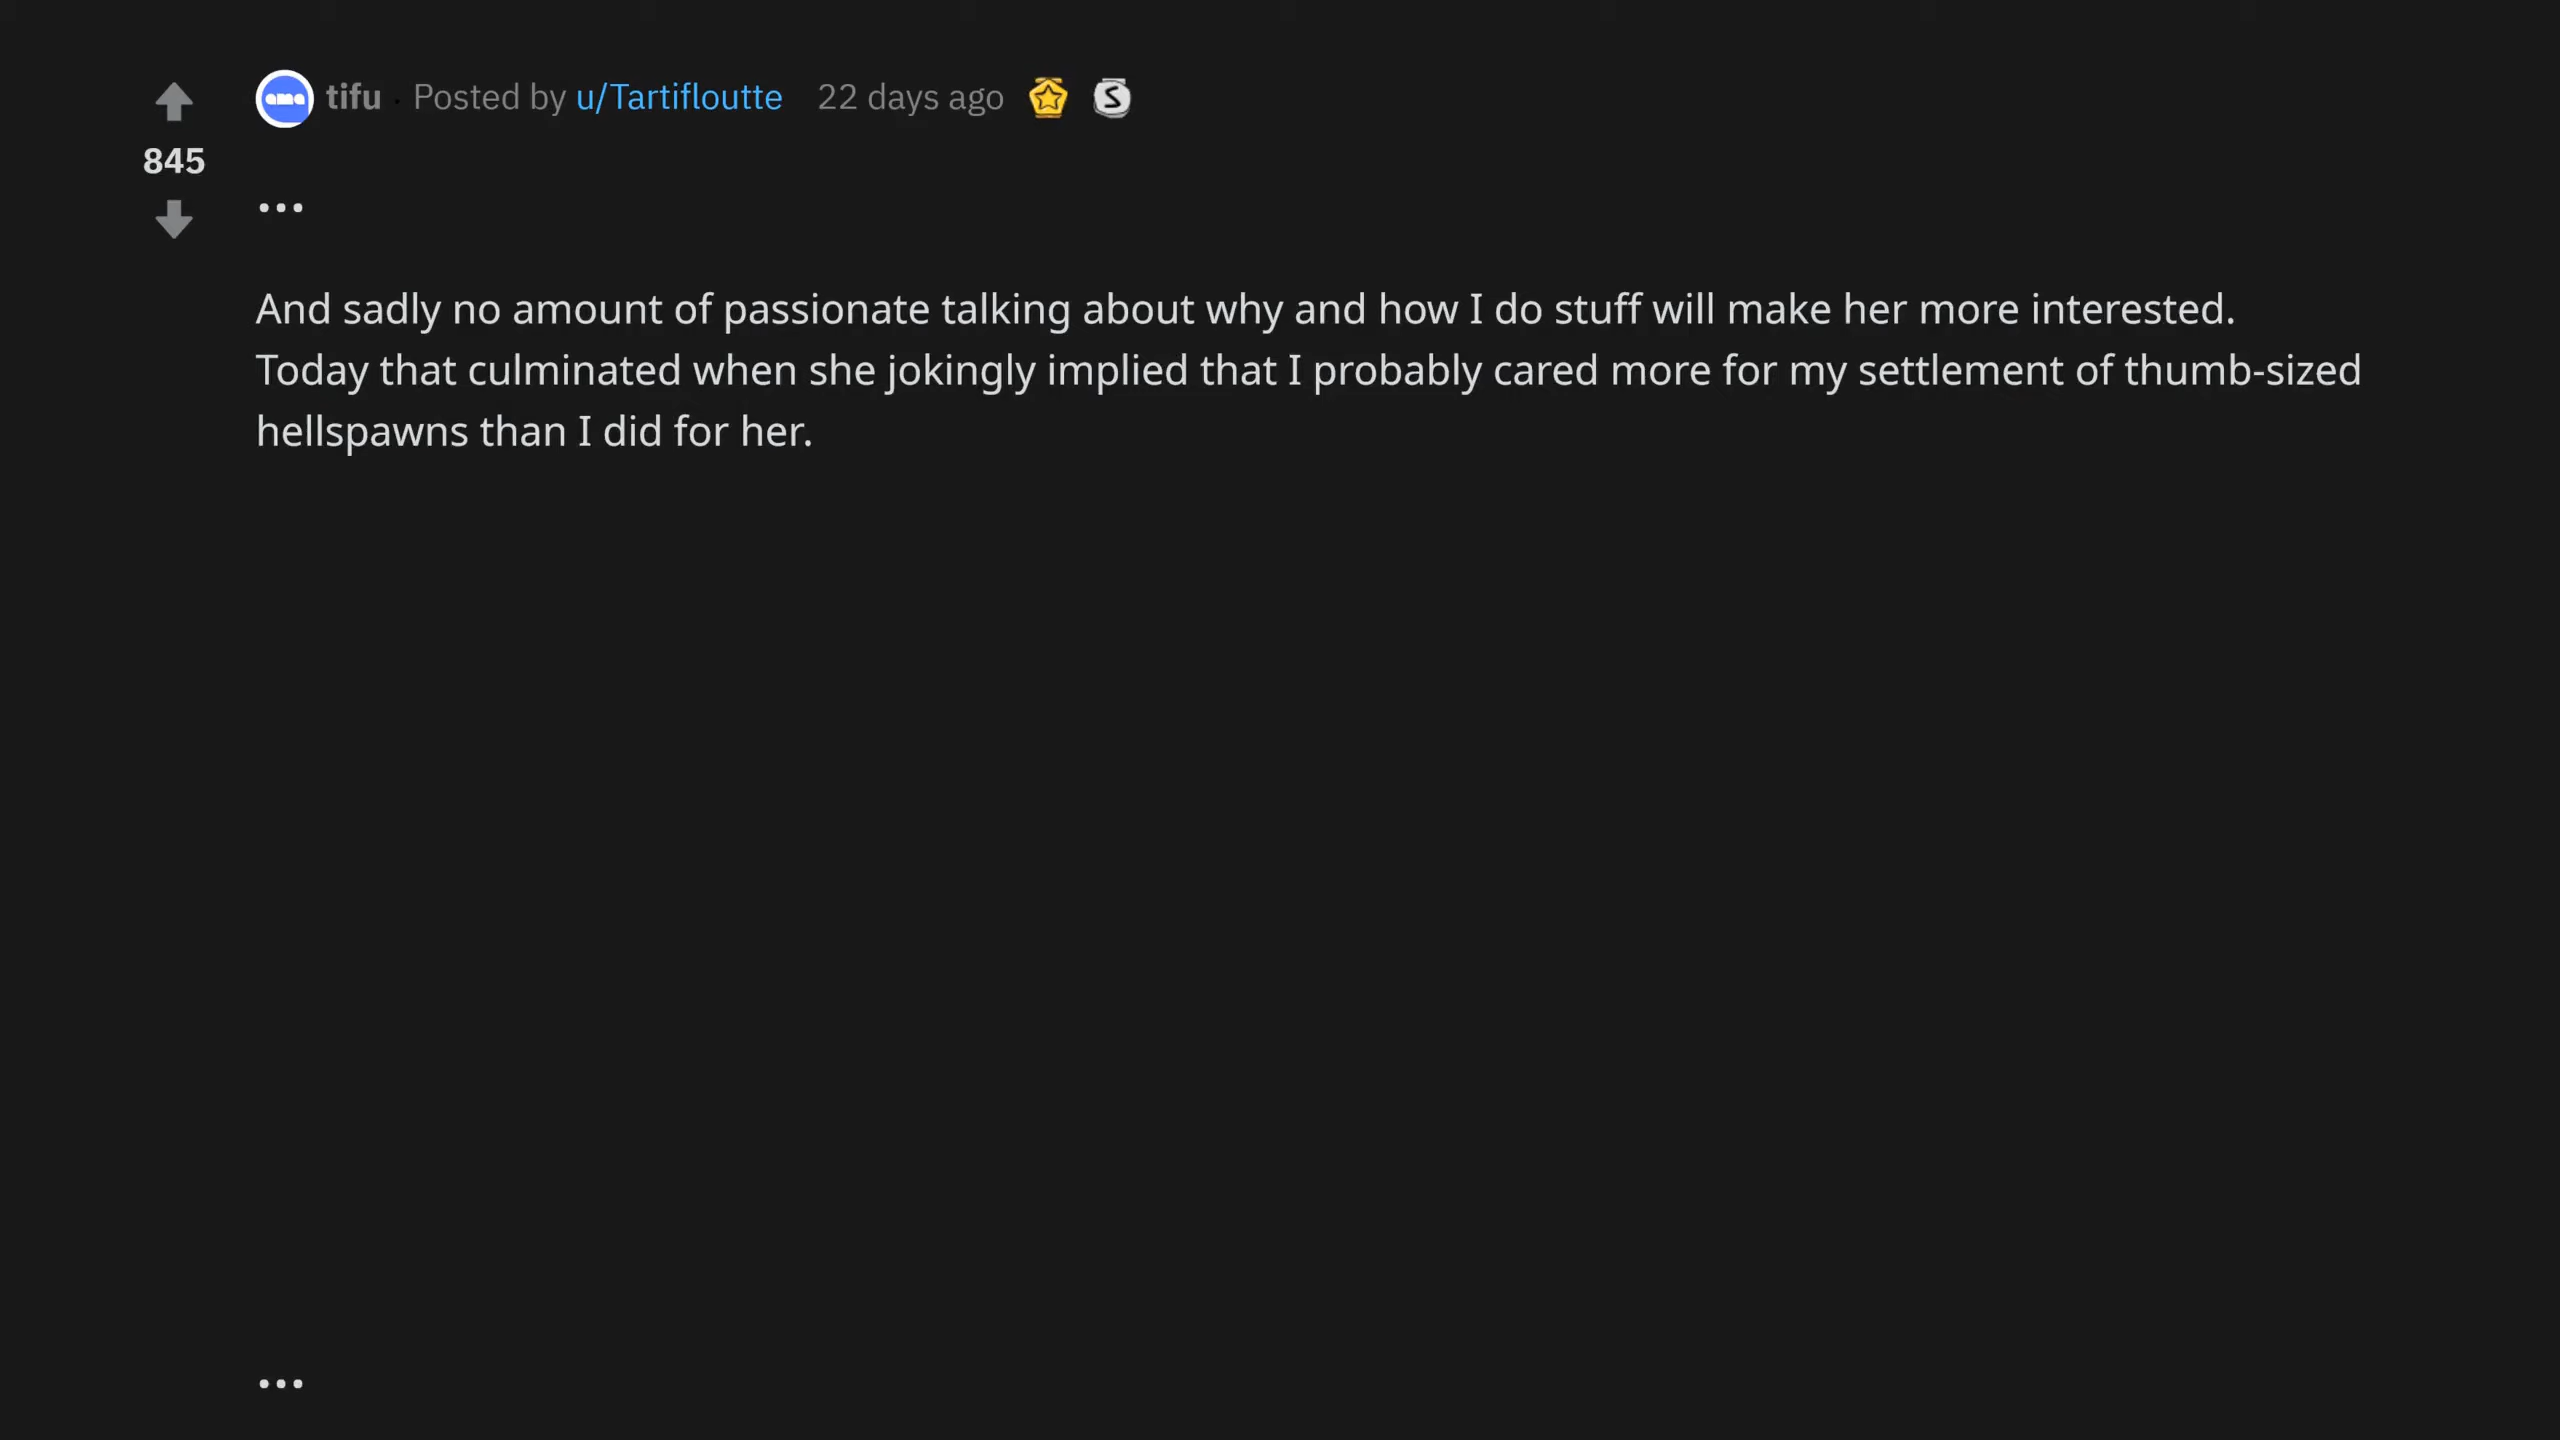 tifu · Posted by u/Tartifloutte 22 days ago
845
...
And sadly no amount of passionate talking about why and how I do stuff will make her more interested.
Today that culminated when she jokingly implied that I probably cared more for my settlement of thumb-sized
hellspawns than I did for her.
...